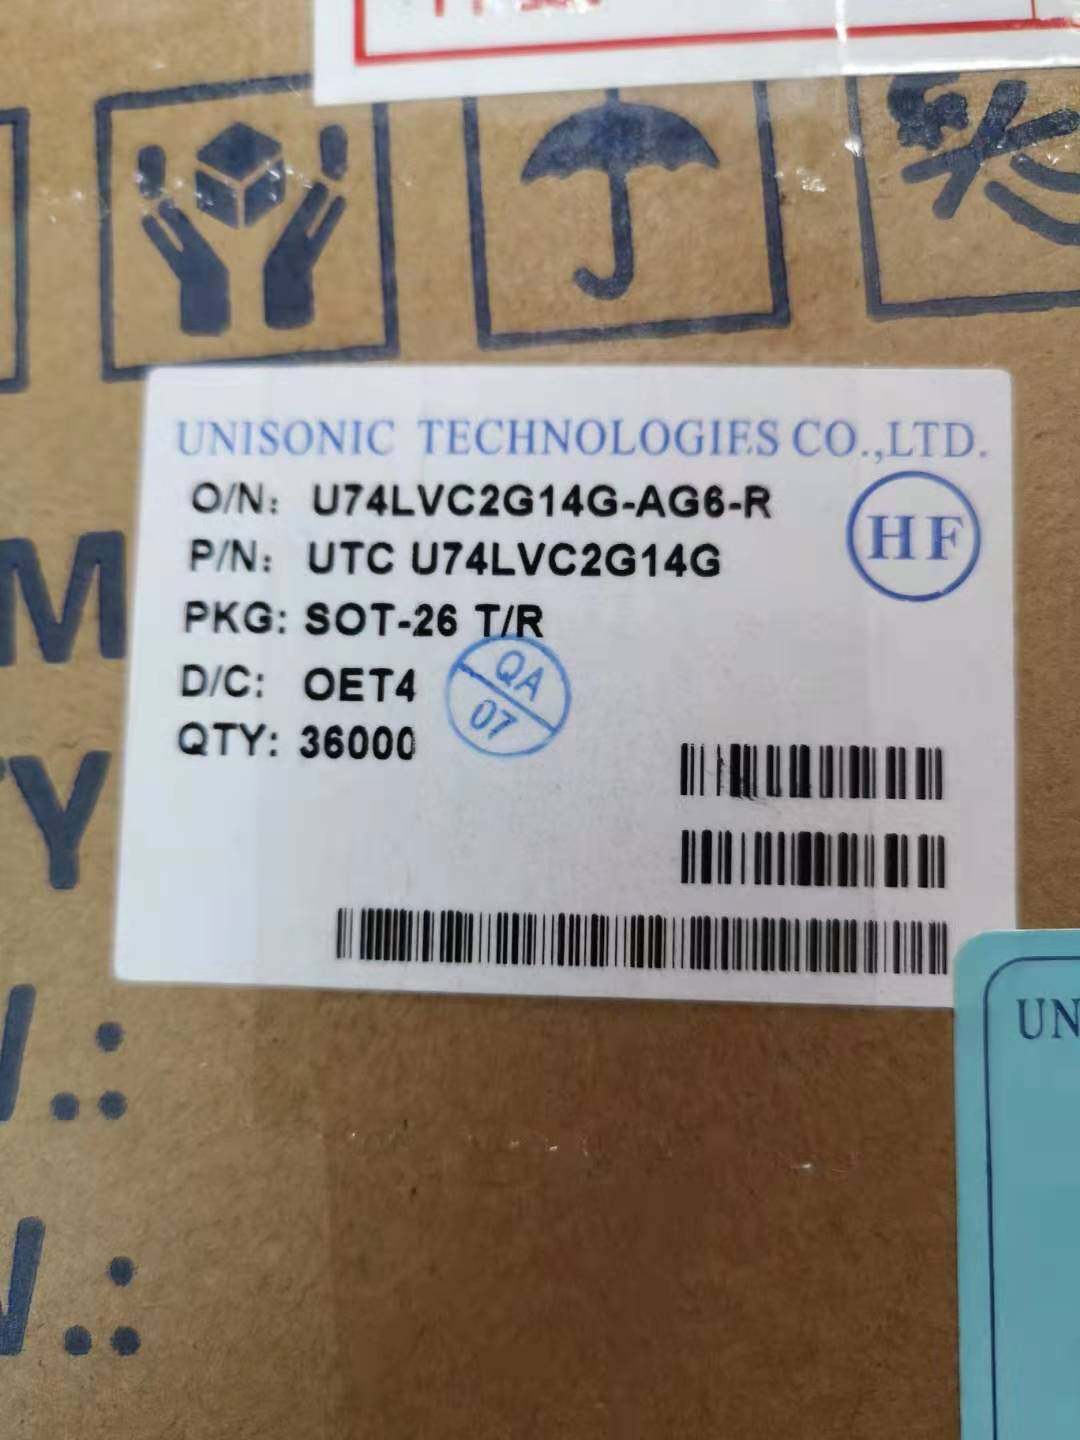 UNISONIC TECHNOLOGIES CO.,LTD.
O/N: U74LVC2G14G-AG6-R
HF
P/N: UTC U74LVC2G14G
PKG: SOT-26 T/R
D/C: OET4
QA
07
QTY: 36000
M
Y
.:
UN
.: